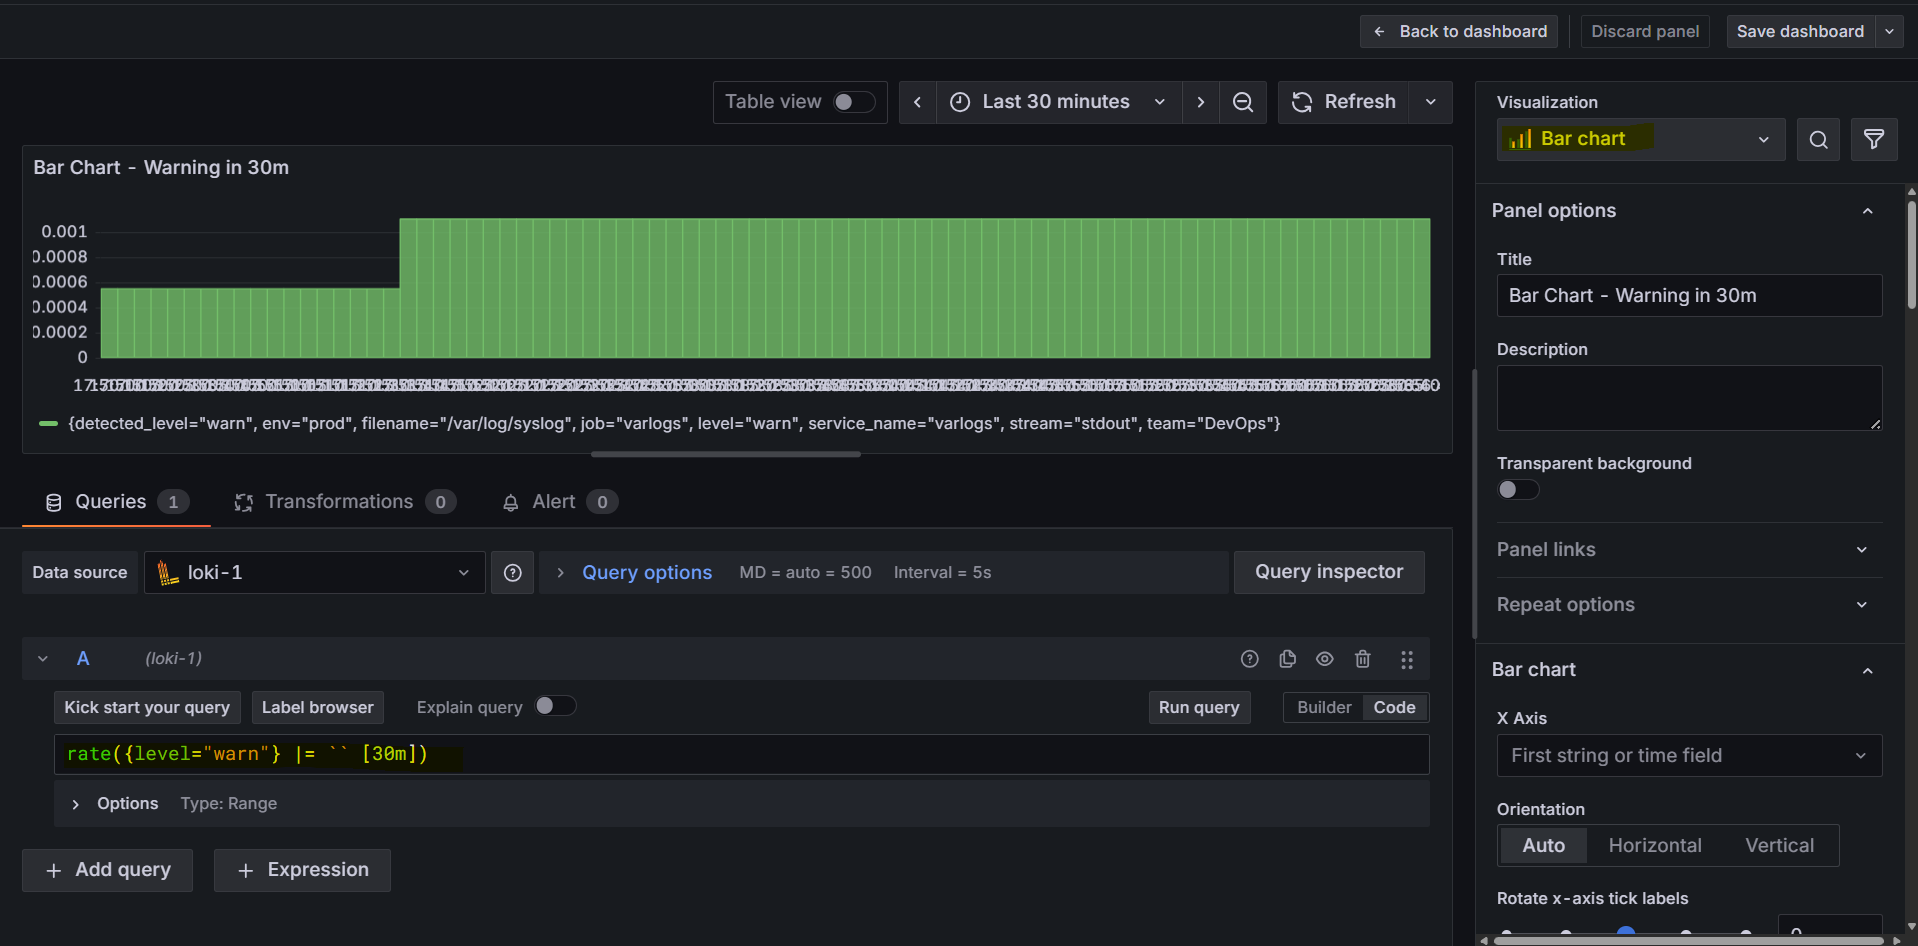 Back to dashboard
Discard panel
Save dashboard
Table view
Last 30 minutes
Refresh
Bar Chart - Warning in 30m
0.001
0.0008
0.0006
0.0004
0.0002
0
{detected_level="warn", env="prod", filename="/var/log/syslog", job="varlogs", level="warn", service_name="varlogs", stream="stdout", team="DevOps"}
Queries 1
Transformations 0
Alert 0
Data source
loki-1
Query options
MD = auto = 500
Interval = 5s
Query inspector
A
(loki-1)
Kick start your query
Label browser
Explain query
Run query
Builder
Code
rate({level="warn"} |= `` [30m])
Options
Type: Range
Add query
Expression
Visualization
Bar chart
Panel options
Title
Bar Chart - Warning in 30m
Description
Transparent background
Panel links
Repeat options
Bar chart
X Axis
First string or time field
Orientation
Auto
Horizontal
Vertical
Rotate x-axis tick labels